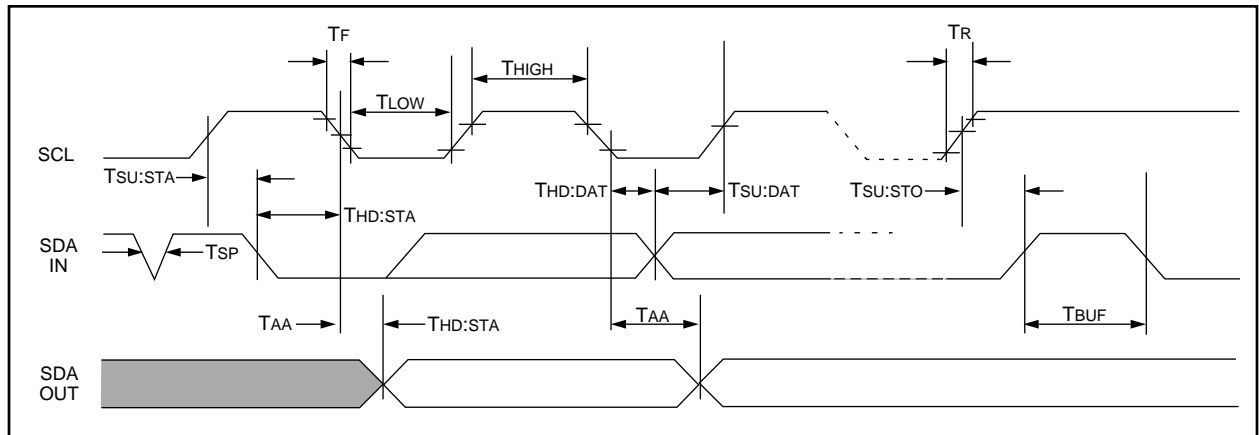 TF
TR
THIGH
TLOW
SCL
TSU:STA
THD:DAT
TSU:DAT
TSU:STO
THD:STA
SDA
IN
TSP
TAA
THD:STA
TAA
TBUF
SDA
OUT